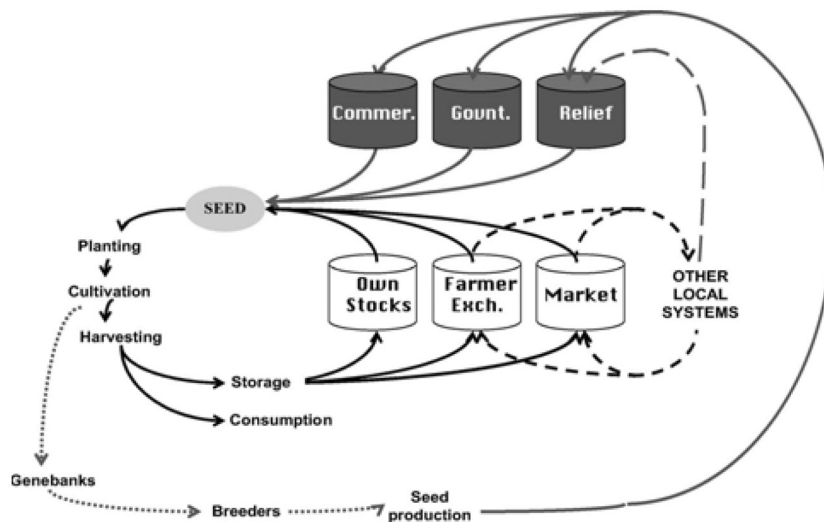 Commer.
Govnt.
Relief
SEED
Planting
Cultivation
Harvesting
Own
Stocks
Farmer
Exch.
Market
OTHER
LOCAL
SYSTEMS
Storage
Consumption
Genebanks
Breeders
Seed
production